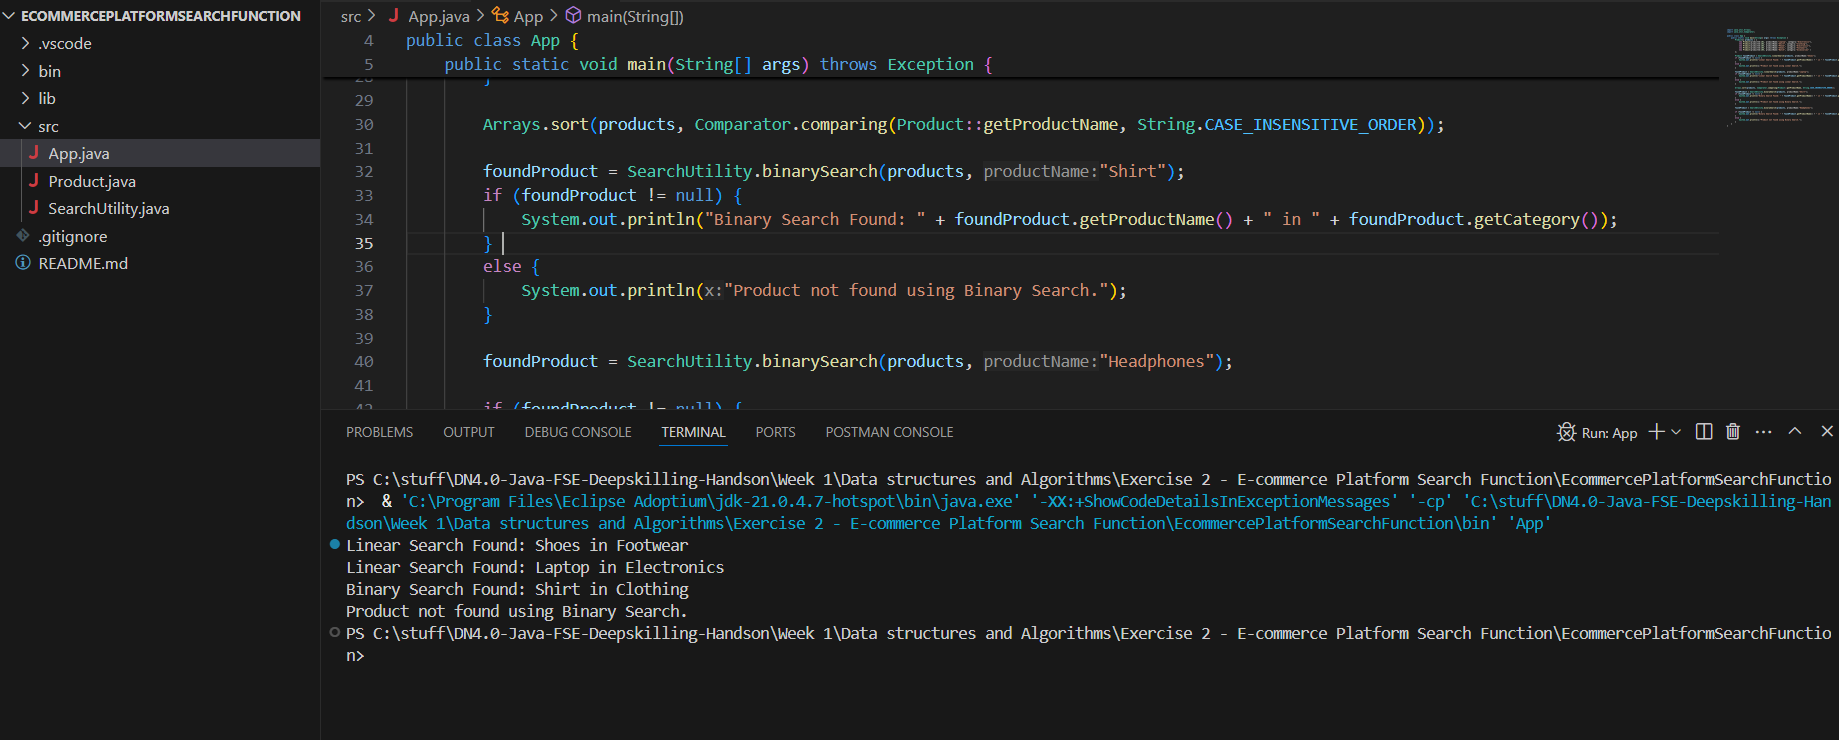 ECOMMERCEPLATFORMSEARCHFUNCTION
.vscode
bin
lib
src
App.java
Product.java
SearchUtility.java
.gitignore
README.md
src > App.java > App > main(String[])
4 public class App {
5 public static void main(String[] args) throws Exception {
}
29
30 Arrays.sort(products, Comparator.comparing(Product::getProductName, String.CASE_INSENSITIVE_ORDER));
31
32 foundProduct = SearchUtility.binarySearch(products, productName:"Shirt");
33 if (foundProduct != null) {
34 System.out.println("Binary Search Found: " + foundProduct.getProductName() + " in " + foundProduct.getCategory());
35 }
36 else {
37 System.out.println(x:"Product not found using Binary Search.");
38 }
39
40 foundProduct = SearchUtility.binarySearch(products, productName:"Headphones");
41
42 if (foundProduct != null) {
PROBLEMS OUTPUT DEBUG CONSOLE TERMINAL PORTS POSTMAN CONSOLE
Run: App
PS C:\stuff\DN4.0-Java-FSE-Deepskilling-Handson\Week 1\Data structures and Algorithms\Exercise 2 - E-commerce Platform Search Function\EcommercePlatformSearchFunctio
n> & 'C:\Program Files\Eclipse Adoptium\jdk-21.0.4.7-hotspot\bin\java.exe' '-XX:+ShowCodeDetailsInExceptionMessages' '-cp' 'C:\stuff\DN4.0-Java-FSE-Deepskilling-Han
dson\Week 1\Data structures and Algorithms\Exercise 2 - E-commerce Platform Search Function\EcommercePlatformSearchFunction\bin' 'App'
Linear Search Found: Shoes in Footwear
Linear Search Found: Laptop in Electronics
Binary Search Found: Shirt in Clothing
Product not found using Binary Search.
PS C:\stuff\DN4.0-Java-FSE-Deepskilling-Handson\Week 1\Data structures and Algorithms\Exercise 2 - E-commerce Platform Search Function\EcommercePlatformSearchFunctio
n>